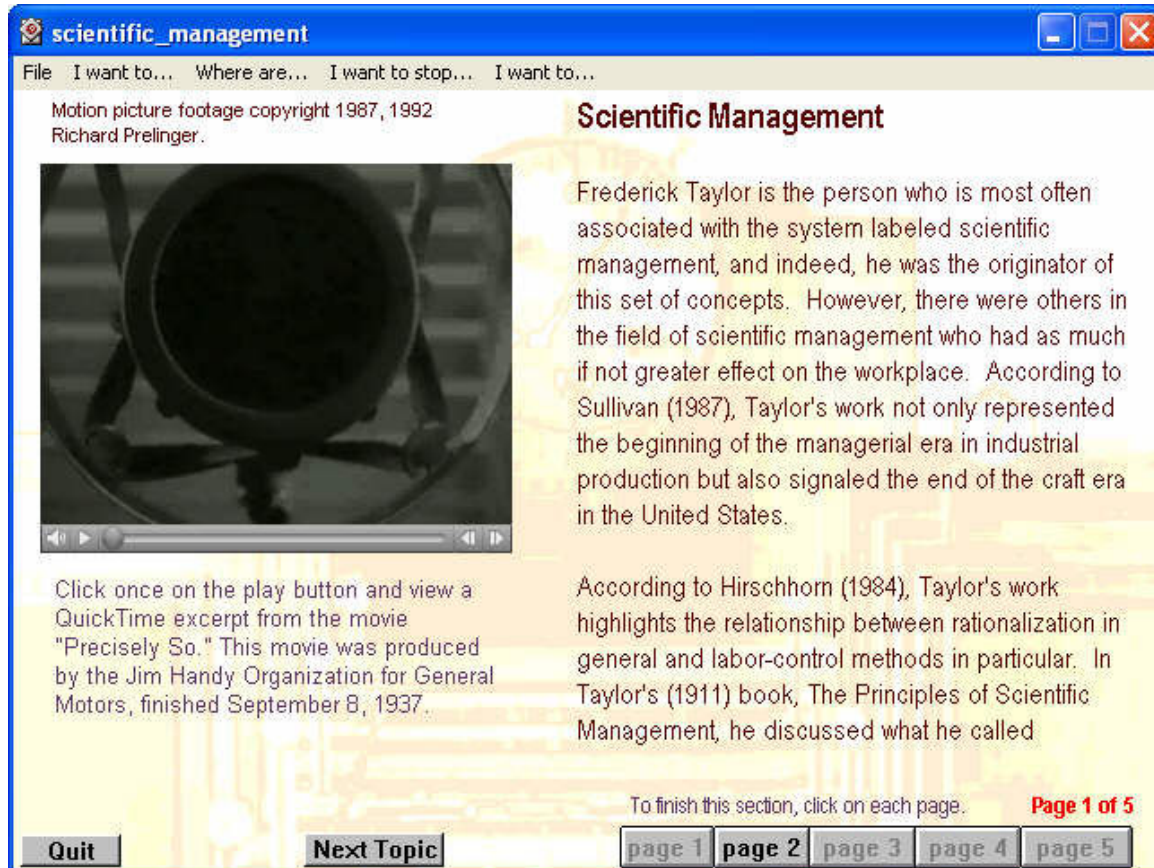 scientific_management
File I want to... Where are... I want to stop... I want to...
Motion picture footage copyright 1987, 1992
Richard Prelinger.
Click once on the play button and view a
QuickTime excerpt from the movie
"Precisely So." This movie was produced
by the Jim Handy Organization for General
Motors, finished September 8, 1937.
Scientific Management
Frederick Taylor is the person who is most often
associated with the system labeled scientific
management, and indeed, he was the originator of
this set of concepts. However, there were others in
the field of scientific management who had as much
if not greater effect on the workplace. According to
Sullivan (1987), Taylor's work not only represented
the beginning of the managerial era in industrial
production but also signaled the end of the craft era
in the United States.
According to Hirschhorn (1984), Taylor's work
highlights the relationship between rationalization in
general and labor-control methods in particular. In
Taylor's (1911) book, The Principles of Scientific
Management, he discussed what he called
To finish this section, click on each page. Page 1 of 5
Quit Next Topic page 1 page 2 page 3 page 4 page 5